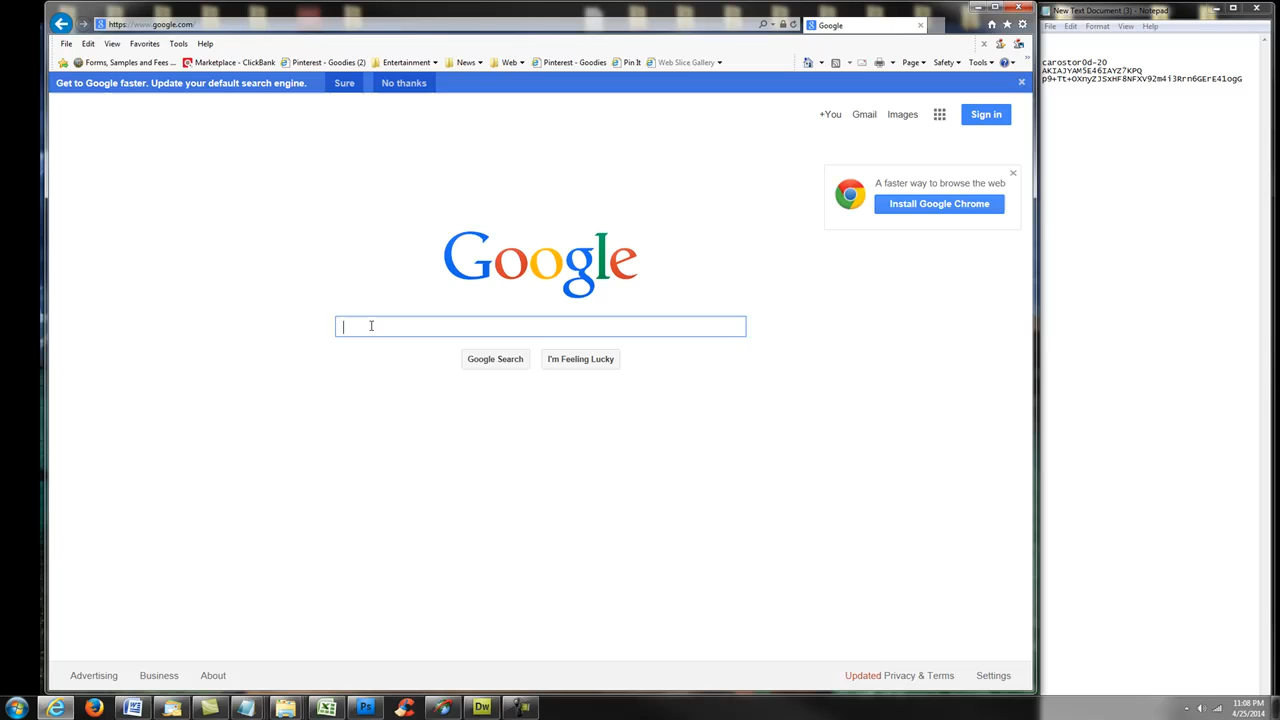 https://www.google.com/
Google
New Text Document (3) - Notepad
File Edit View Favorites Tools Help
File Edit Format View Help
Forms, Samples and Fees ...
Marketplace - ClickBank
Pinterest - Goodies (2)
Entertainment
News
Web
Pinterest - Goodies
Pin It
Web Slice Gallery
Page
Safety
Tools
carostor0d-20
Get to Google faster. Update your default search engine.
Sure
No thanks
+You Gmail Images
Sign in
A faster way to browse the web
Install Google Chrome
Google
Google Search
I'm Feeling Lucky
Advertising Business About
Updated Privacy & Terms Settings
Ps
Dw
11:08 PM
4/25/2014